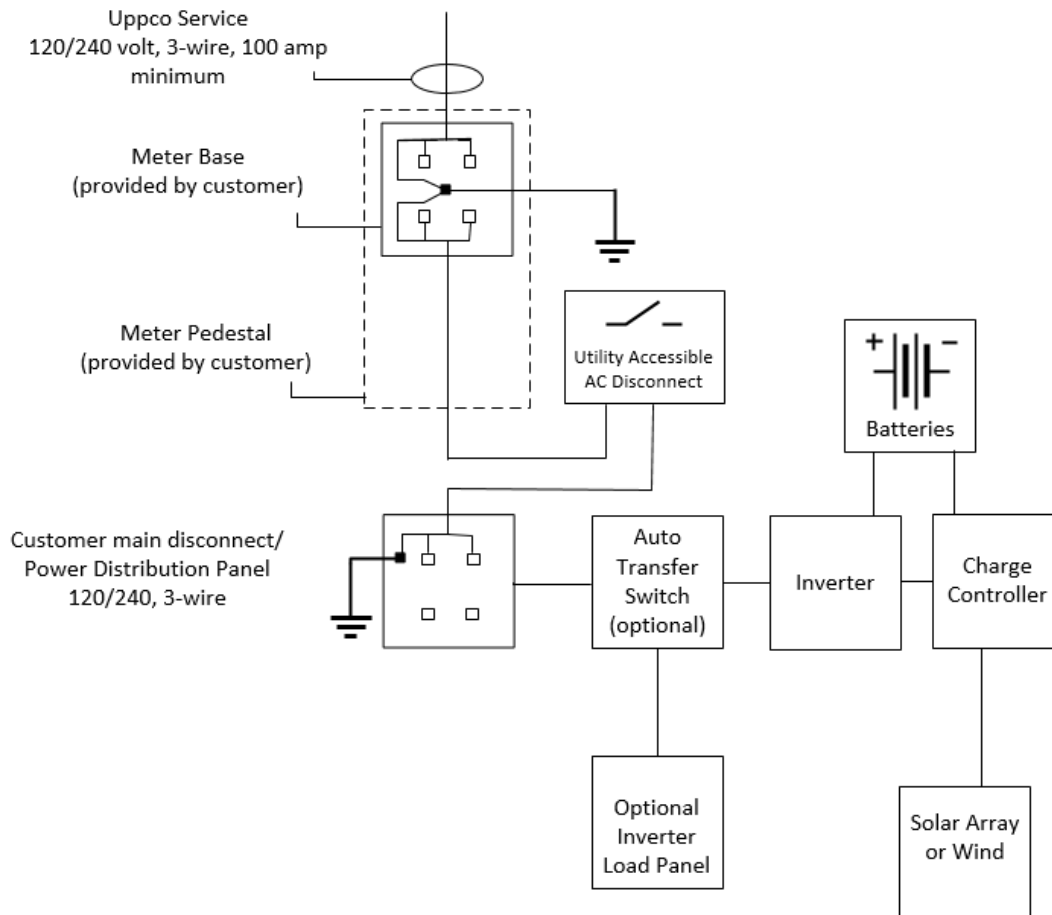 Uppco Service
120/240 volt, 3-wire, 100 amp
minimum
Meter Base
(provided by customer)
Meter Pedestal
(provided by customer)
Utility Accessible
AC Disconnect
+ –
Batteries
Customer main disconnect/
Power Distribution Panel
120/240, 3-wire
Auto
Transfer
Switch
(optional)
Inverter
Charge
Controller
Optional
Inverter
Load Panel
Solar Array
or Wind